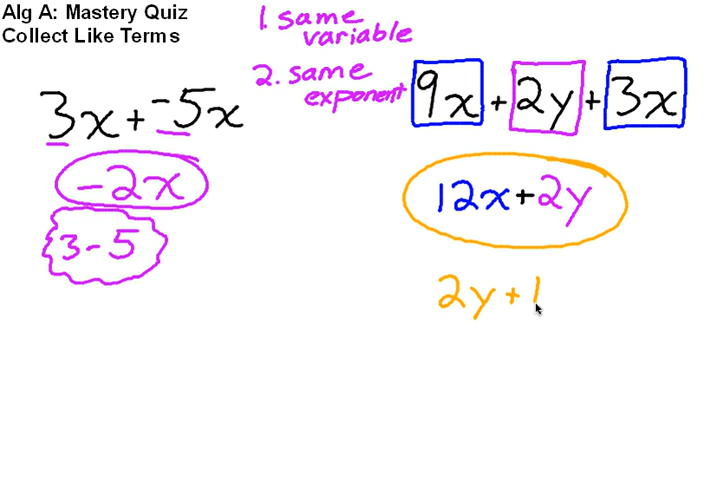 Alg A: Mastery Quiz
Collect Like Terms
1. same
variable
2. same
exponent
3x + -5x
-2x
3 - 5
9x + 2y + 3x
12x + 2y
2y + 1